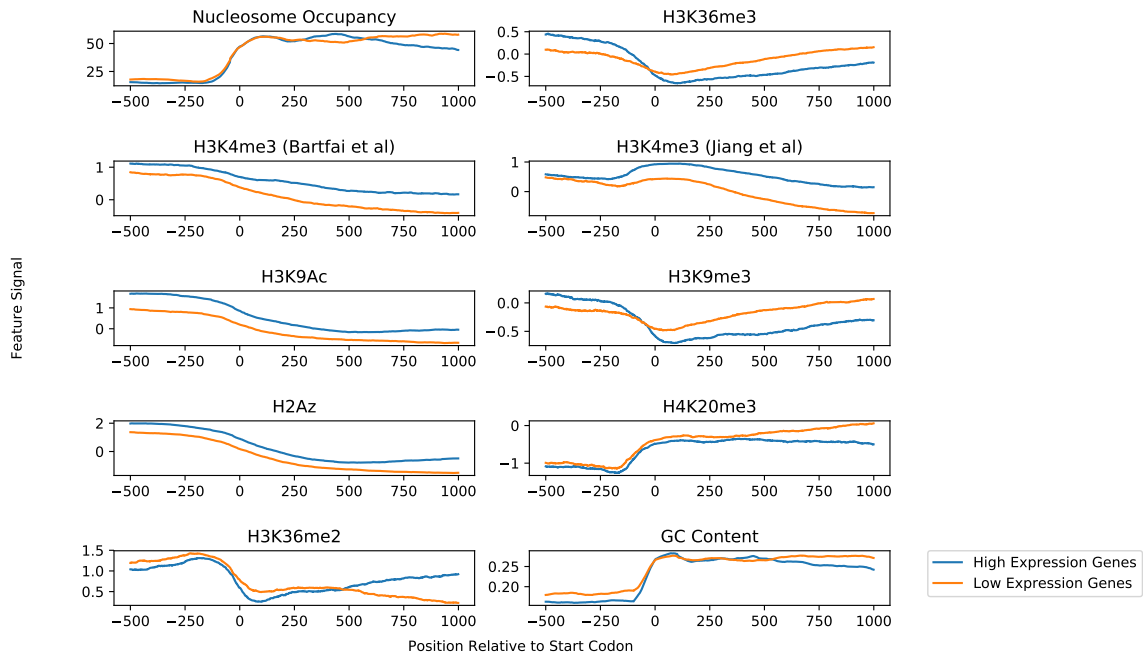 Nucleosome Occupancy
50
25
−500 −250 0 250 500 750 1000
H3K36me3
0.5
0.0
−0.5
−500 −250 0 250 500 750 1000
H3K4me3 (Bartfai et al)
1
0
−500 −250 0 250 500 750 1000
H3K4me3 (Jiang et al)
1
0
−500 −250 0 250 500 750 1000
Feature Signal
H3K9Ac
1
0
−500 −250 0 250 500 750 1000
H3K9me3
0.0
−0.5
−500 −250 0 250 500 750 1000
H2Az
2
0
−500 −250 0 250 500 750 1000
H4K20me3
0
−1
−500 −250 0 250 500 750 1000
H3K36me2
1.5
1.0
0.5
−500 −250 0 250 500 750 1000
GC Content
0.25
0.20
−500 −250 0 250 500 750 1000
High Expression Genes
Low Expression Genes
Position Relative to Start Codon